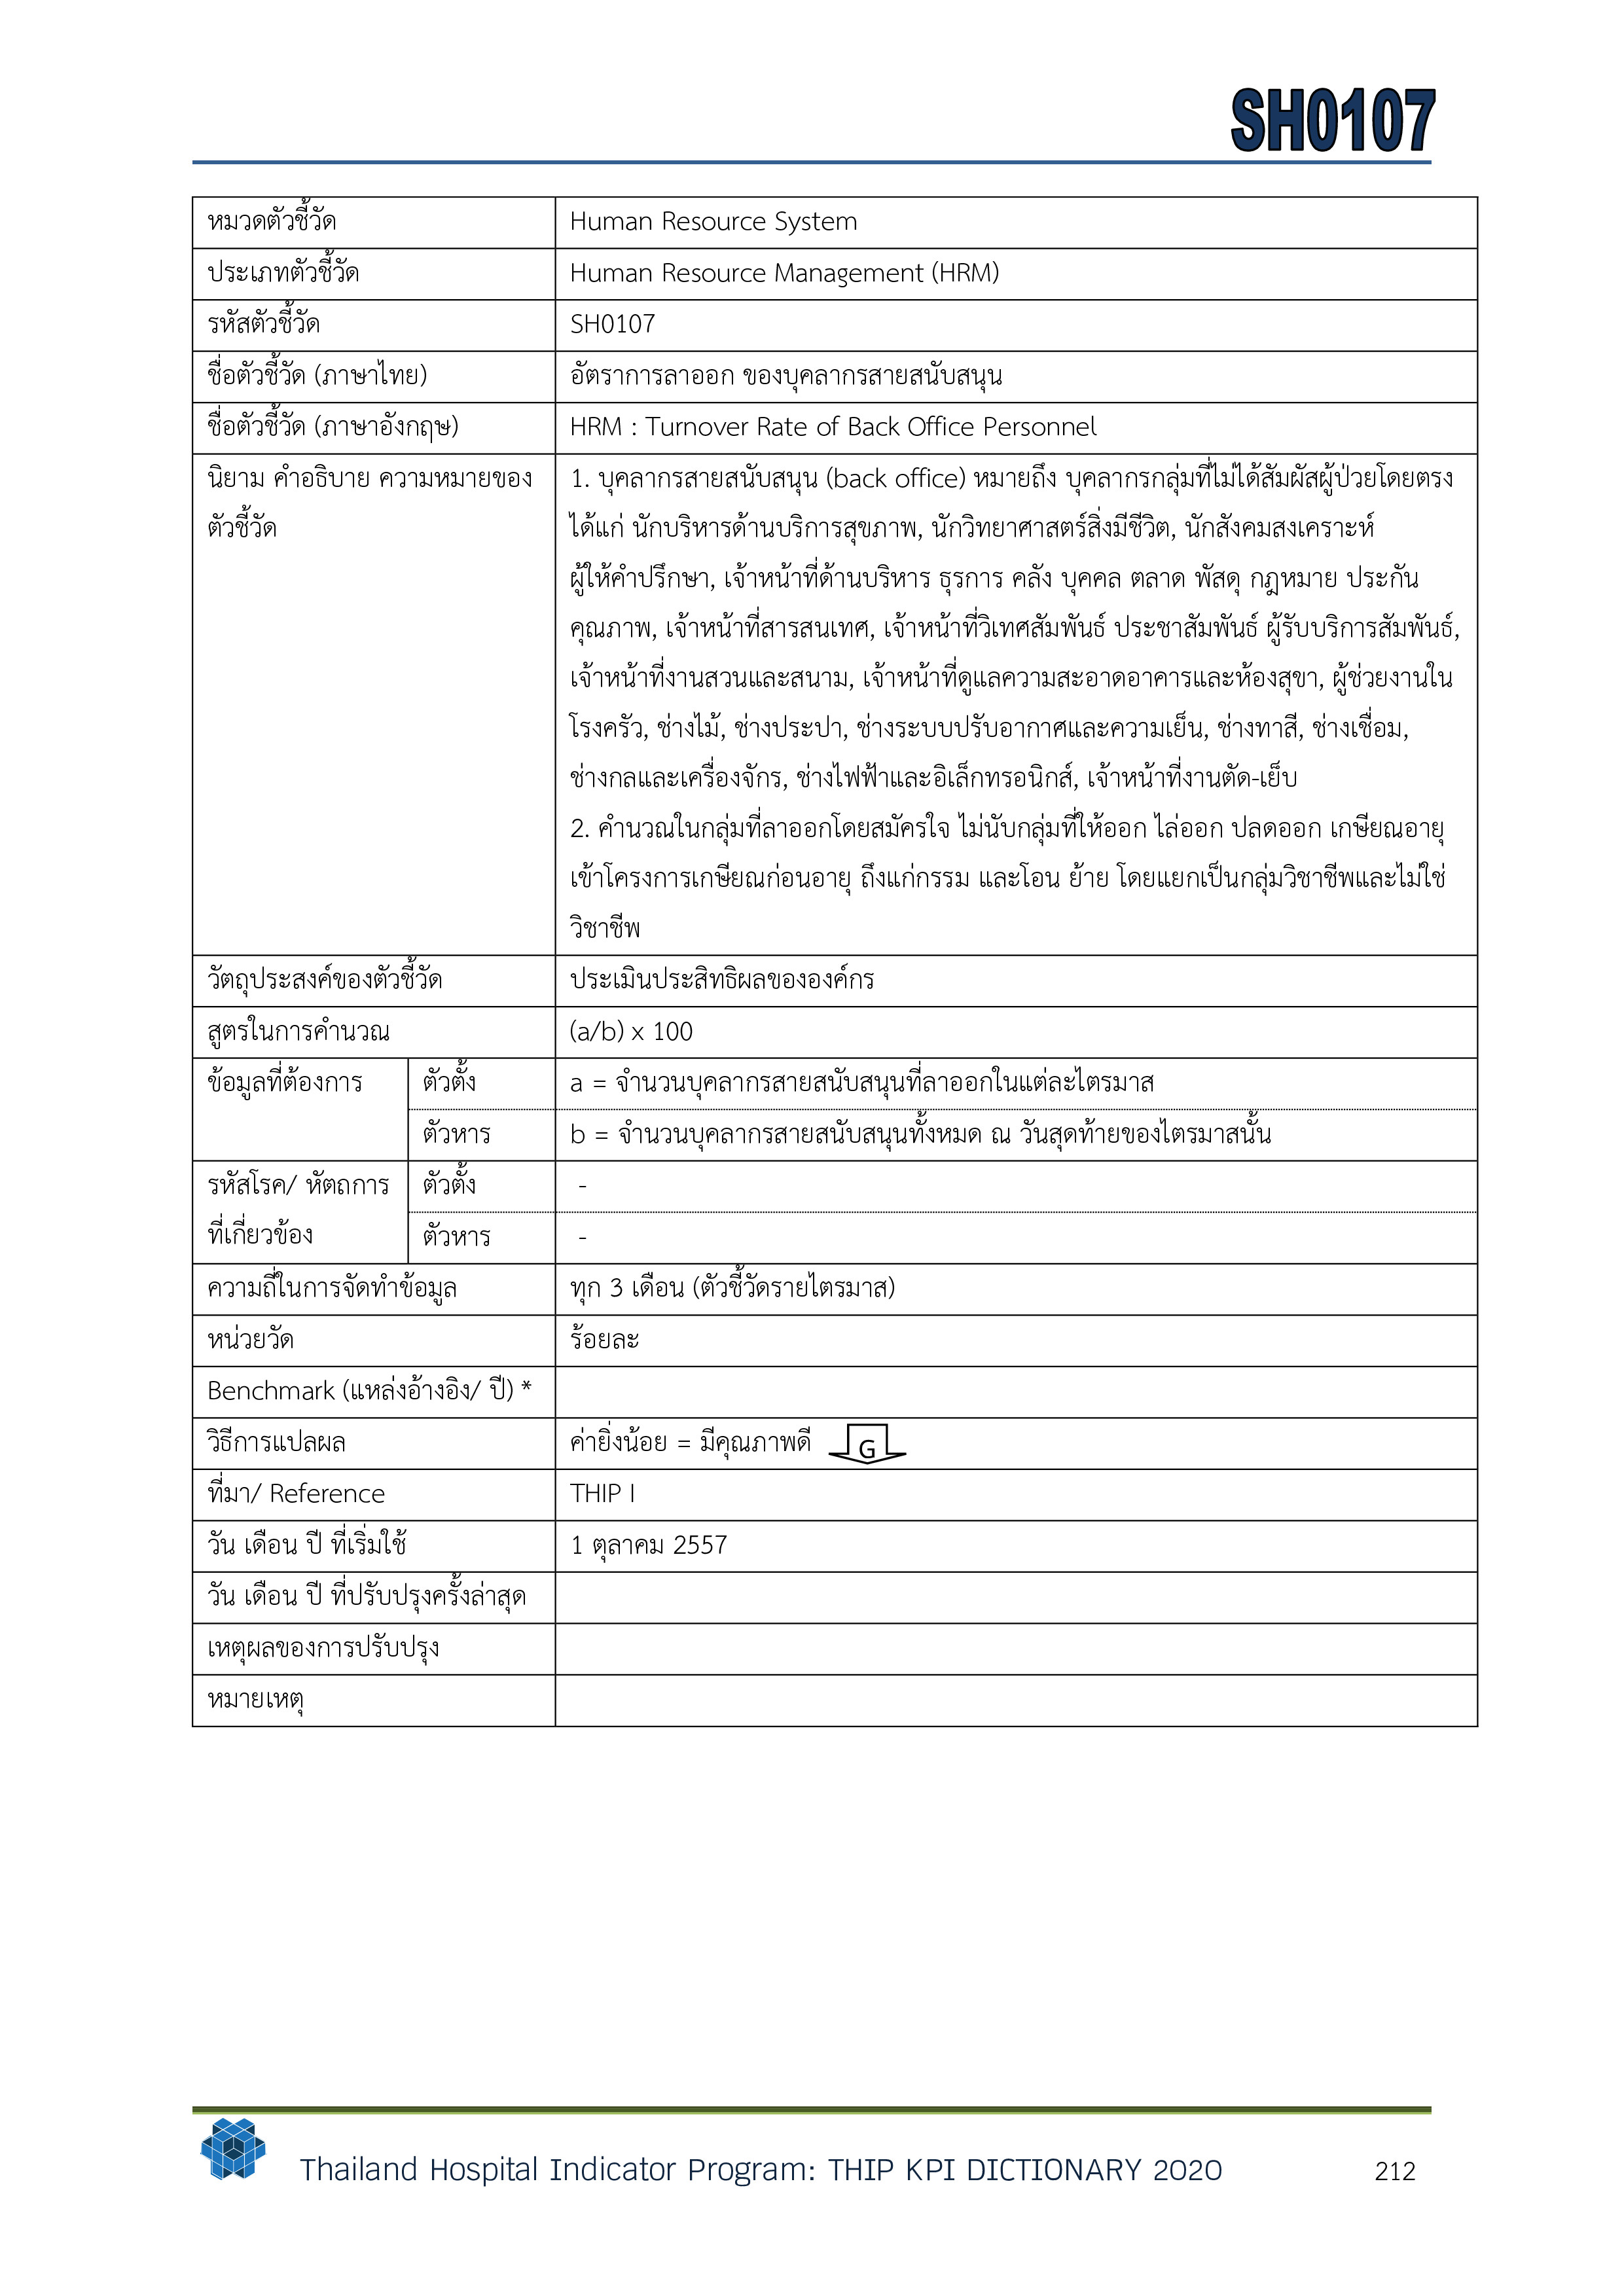 SH0107
หมวดตัวชี้วัด Human Resource System
ประเภทตัวชี้วัด Human Resource Management (HRM)
รหัสตัวชี้วัด SH0107
ชื่อตัวชี้วัด (ภาษาไทย) อัตราการลาออก ของบุคลากรสายสนับสนุน
ชื่อตัวชี้วัด (ภาษาอังกฤษ) HRM : Turnover Rate of Back Office Personnel
นิยาม คำอธิบาย ความหมายของ
ตัวชี้วัด
1. บุคลากรสายสนับสนุน (back office) หมายถึง บุคลากรกลุ่มที่ไม่ได้สัมผัสผู้ป่วยโดยตรง
ได้แก่ นักบริหารด้านบริการสุขภาพ, นักวิทยาศาสตร์สิ่งมีชีวิต, นักสังคมสงเคราะห์
ผู้ให้คำปรึกษา, เจ้าหน้าที่ด้านบริหาร ธุรการ คลัง บุคคล ตลาด พัสดุ กฎหมาย ประกัน
คุณภาพ, เจ้าหน้าที่สารสนเทศ, เจ้าหน้าที่วิเทศสัมพันธ์ ประชาสัมพันธ์ ผู้รับบริการสัมพันธ์,
เจ้าหน้าที่งานสวนและสนาม, เจ้าหน้าที่ดูแลความสะอาดอาคารและห้องสุขา, ผู้ช่วยงานใน
โรงครัว, ช่างไม้, ช่างประปา, ช่างระบบปรับอากาศและความเย็น, ช่างทาสี, ช่างเชื่อม,
ช่างกลและเครื่องจักร, ช่างไฟฟ้าและอิเล็กทรอนิกส์, เจ้าหน้าที่งานตัด-เย็บ
2. คำนวณในกลุ่มที่ลาออกโดยสมัครใจ ไม่นับกลุ่มที่ให้ออก ไล่ออก ปลดออก เกษียณอายุ
เข้าโครงการเกษียณก่อนอายุ ถึงแก่กรรม และโอน ย้าย โดยแยกเป็นกลุ่มวิชาชีพและไม่ใช่
วิชาชีพ
วัตถุประสงค์ของตัวชี้วัด ประเมินประสิทธิผลขององค์กร
สูตรในการคำนวณ (a/b) x 100
ข้อมูลที่ต้องการ ตัวตั้ง a = จำนวนบุคลากรสายสนับสนุนที่ลาออกในแต่ละไตรมาส
ตัวหาร b = จำนวนบุคลากรสายสนับสนุนทั้งหมด ณ วันสุดท้ายของไตรมาสนั้น
รหัสโรค/ หัตถการ ตัวตั้ง -
ที่เกี่ยวข้อง ตัวหาร -
ความถี่ในการจัดทำข้อมูล ทุก 3 เดือน (ตัวชี้วัดรายไตรมาส)
หน่วยวัด ร้อยละ
Benchmark (แหล่งอ้างอิง/ ปี) *
วิธีการแปลผล ค่ายิ่งน้อย = มีคุณภาพดี G
ที่มา/ Reference THIP I
วัน เดือน ปี ที่เริ่มใช้ 1 ตุลาคม 2557
วัน เดือน ปี ที่ปรับปรุงครั้งล่าสุด
เหตุผลของการปรับปรุง
หมายเหตุ
Thailand Hospital Indicator Program: THIP KPI DICTIONARY 2020 212